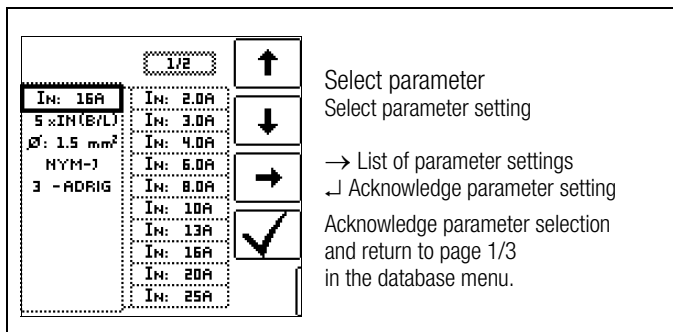 1/2
IN: 16A
5 xIN(B/L)
Ø: 1.5 mm²
NYM-J
3 -ADRIG
IN: 2.0A
IN: 3.0A
IN: 4.0A
IN: 6.0A
IN: 8.0A
IN: 10A
IN: 13A
IN: 16A
IN: 20A
IN: 25A
Select parameter
Select parameter setting
→ List of parameter settings
↵ Acknowledge parameter setting
Acknowledge parameter selection
and return to page 1/3
in the database menu.